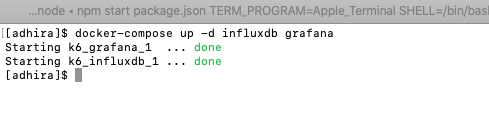 ...node • npm start package.json TERM_PROGRAM=Apple_Terminal SHELL=/bin/bas
[[adhira]$ docker-compose up -d influxdb grafana
Starting k6_grafana_1  ... done
Starting k6_influxdb_1 ... done
[adhira]$